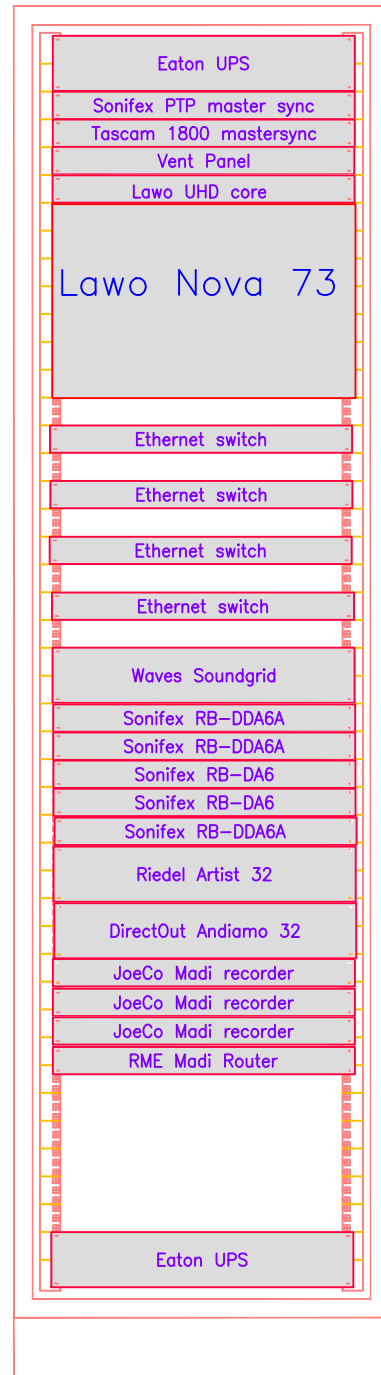 Eaton UPS
Sonifex PTP master sync
Tascam 1800 mastersync
Vent Panel
Lawo UHD core
Lawo Nova 73
Ethernet switch
Ethernet switch
Ethernet switch
Ethernet switch
Waves Soundgrid
Sonifex RB-DDA6A
Sonifex RB-DDA6A
Sonifex RB-DA6
Sonifex RB-DA6
Sonifex RB-DDA6A
Riedel Artist 32
DirectOut Andiamo 32
JoeCo Madi recorder
JoeCo Madi recorder
JoeCo Madi recorder
RME Madi Router
Eaton UPS